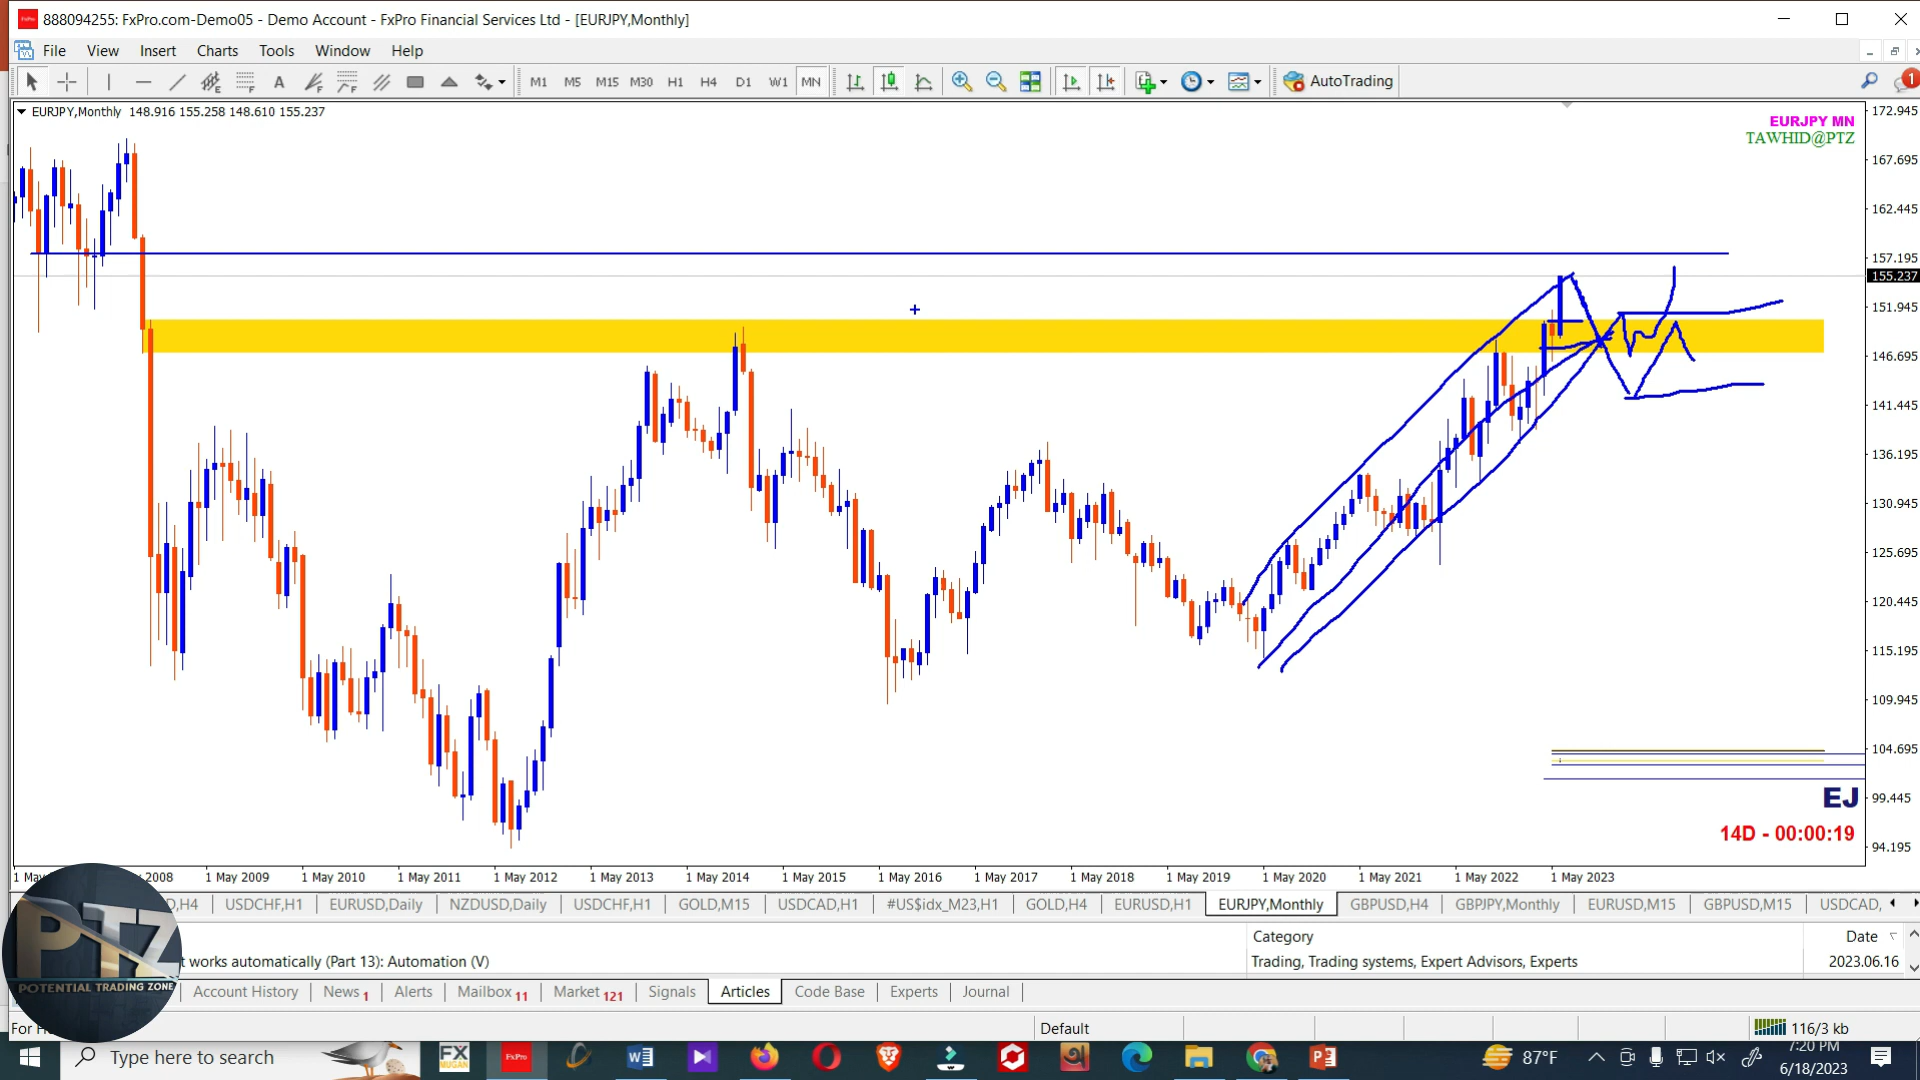 888094255: FxPro.com-Demo05 - Demo Account - FxPro Financial Services Ltd - [EURJPY,Monthly]
File View Insert Charts Tools Window Help
M1 M5 M15 M30 H1 H4 D1 W1 MN AutoTrading 1
EURJPY,Monthly 148.916 155.258 148.610 155.237
EURJPY MN
TAWHID@PTZ
172.945
167.695
162.445
157.195
155.237
151.945
146.695
141.445
136.195
130.945
125.695
120.445
115.195
109.995
104.695
99.445
94.195
EJ
14D - 00:00:19
2008 1 May 2009 1 May 2010 1 May 2011 1 May 2012 1 May 2013 1 May 2014 1 May 2015 1 May 2016 1 May 2017 1 May 2018 1 May 2019 1 May 2020 1 May 2021 1 May 2022 1 May 2023
USDCHF,H1 EURUSD,Daily NZDUSD,Daily USDCHF,H1 GOLD,M15 USDCAD,H1 #US$idx_M23,H1 GOLD,H4 EURUSD,H1 EURJPY,Monthly GBPUSD,H4 GBPJPY,Monthly EURUSD,M15 GBPUSD,M15 USDCAD,
Category Date
works automatically (Part 13): Automation (V) Trading, Trading systems, Expert Advisors, Experts 2023.06.16
PTZ
POTENTIAL TRADING ZONE
Account History News 1 Alerts Mailbox 11 Market 121 Signals Articles Code Base Experts Journal
For Default 116/3 kb
Type here to search FX MUGAN FxPro 87°F 7:20 PM
6/18/2023